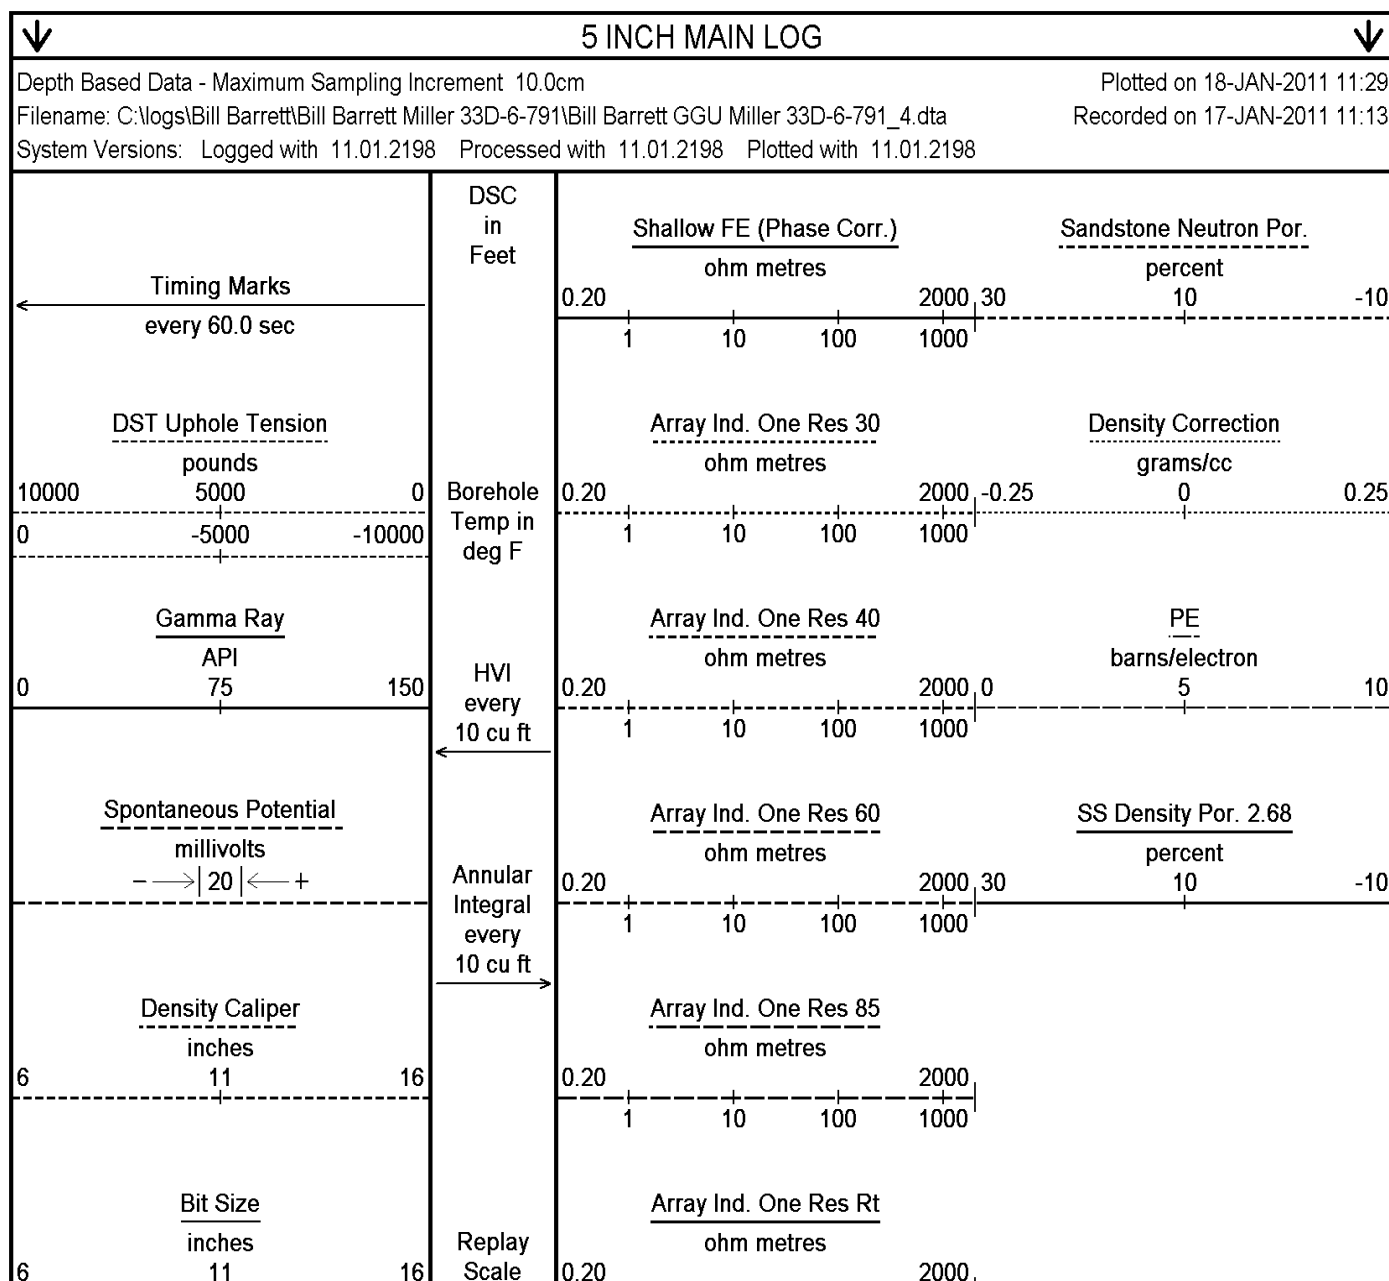 5 INCH MAIN LOG
Depth Based Data - Maximum Sampling Increment 10.0cm Plotted on 18-JAN-2011 11:29
Filename: C:\logs\Bill Barrett\Bill Barrett Miller 33D-6-791\Bill Barrett GGU Miller 33D-6-791_4.dta Recorded on 17-JAN-2011 11:13
System Versions: Logged with 11.01.2198 Processed with 11.01.2198 Plotted with 11.01.2198
Timing Marks
every 60.0 sec
DST Uphole Tension
pounds
10000 5000 0
0 -5000 -10000
Gamma Ray
API
0 75 150
Spontaneous Potential
millivolts
− 20 +
Density Caliper
inches
6 11 16
Bit Size
inches
6 11 16
DSC
in
Feet
Borehole
Temp in
deg F
HVI
every
10 cu ft
Annular
Integral
every
10 cu ft
Replay
Scale
Shallow FE (Phase Corr.)
ohm metres
0.20 2000
1 10 100 1000
Array Ind. One Res 30
ohm metres
0.20 2000
1 10 100 1000
Array Ind. One Res 40
ohm metres
0.20 2000
1 10 100 1000
Array Ind. One Res 60
ohm metres
0.20 2000
1 10 100 1000
Array Ind. One Res 85
ohm metres
0.20 2000
1 10 100 1000
Array Ind. One Res Rt
ohm metres
0.20 2000
Sandstone Neutron Por.
percent
30 10 -10
Density Correction
grams/cc
-0.25 0 0.25
PE
barns/electron
0 5 10
SS Density Por. 2.68
percent
30 10 -10